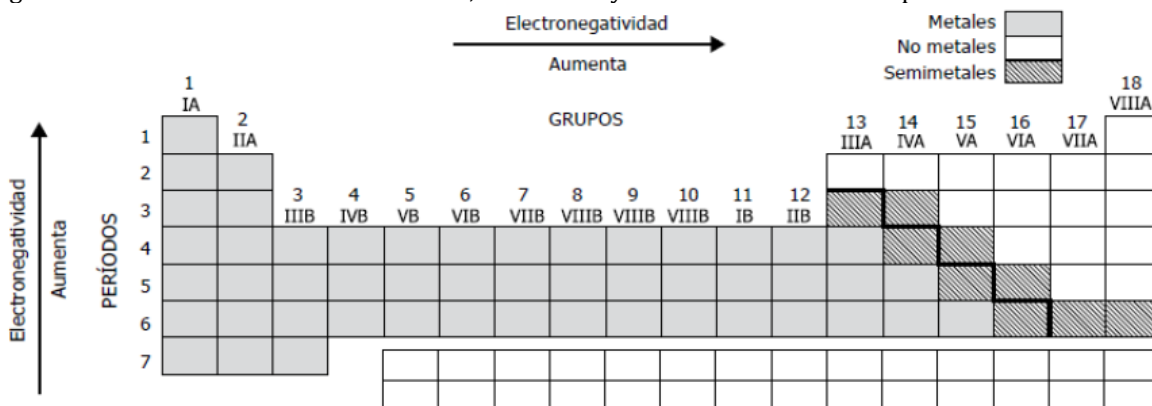 Electronegatividad
Aumenta
Metales
No metales
Semimetales
GRUPOS
1
IA
2
IIA
3
IIIB
4
IVB
5
VB
6
VIB
7
VIIB
8
VIIIB
9
VIIIB
10
VIIIB
11
IB
12
IIB
13
IIIA
14
IVA
15
VA
16
VIA
17
VIIA
18
VIIIA
Electronegatividad
Aumenta
PERÍODOS
1
2
3
4
5
6
7